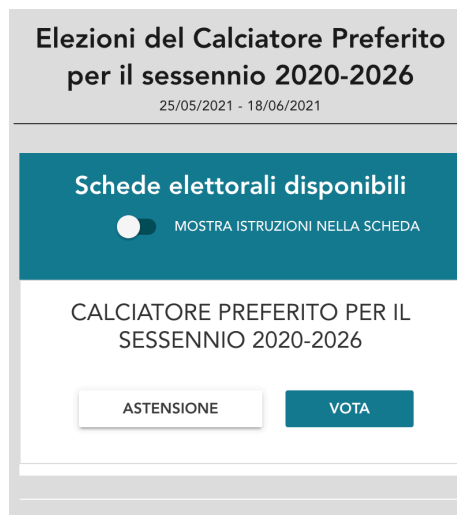 Elezioni del Calciatore Preferito
per il sessennio 2020-2026
25/05/2021 - 18/06/2021
Schede elettorali disponibili
MOSTRA ISTRUZIONI NELLA SCHEDA
CALCIATORE PREFERITO PER IL
SESSENNIO 2020-2026
ASTENSIONE VOTA